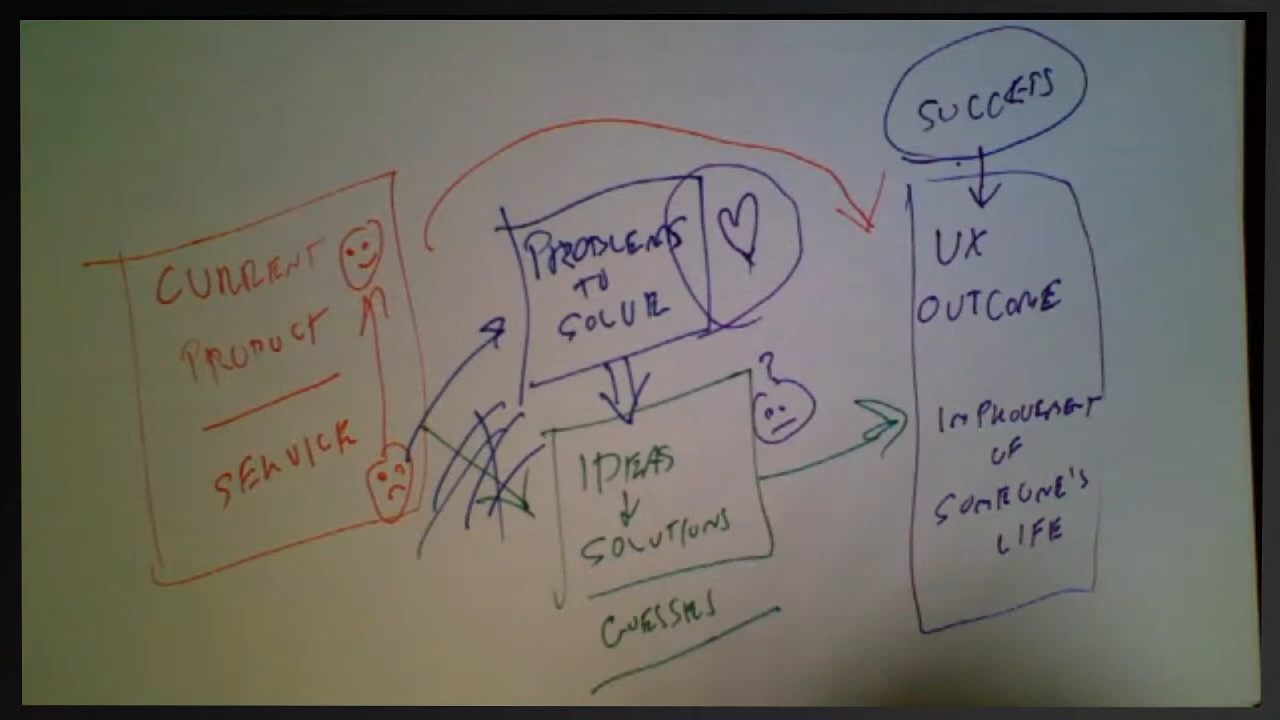 SUCCESS
CURRENT
PRODUCT
SERVICE
PROBLEMS
TO
SOLVE
?
IDEAS
SOLUTIONS
GUESSES
UX
OUTCOME
IMPROVEMENT
OF
SOMEONE'S
LIFE